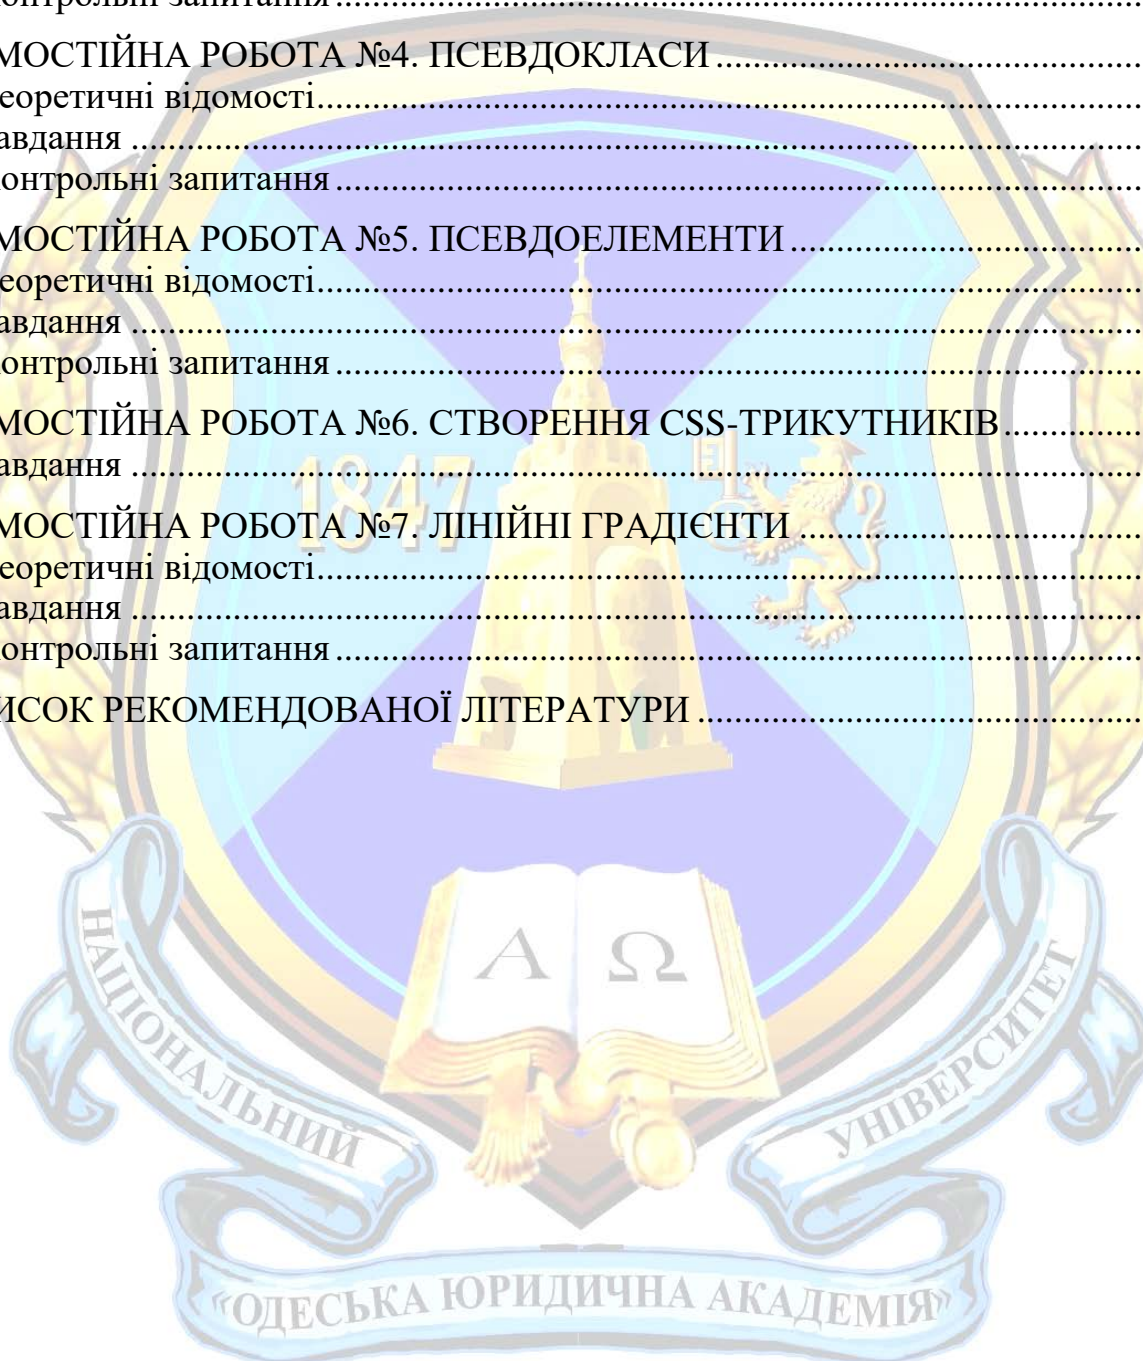 онтрольні запитання
МОСТІЙНА РОБОТА №4. ПСЕВДОКЛАСИ
еоретичні відомості
авдання
онтрольні запитання
МОСТІЙНА РОБОТА №5. ПСЕВДОЕЛЕМЕНТИ
еоретичні відомості
авдання
онтрольні запитання
МОСТІЙНА РОБОТА №6. СТВОРЕННЯ CSS-ТРИКУТНИКІВ
авдання
1847
МОСТІЙНА РОБОТА №7. ЛІНІЙНІ ГРАДІЄНТИ
еоретичні відомості
авдання
онтрольні запитання
ИСОК РЕКОМЕНДОВАНОЇ ЛІТЕРАТУРИ
Α Ω
НАЦІОНАЛЬНИЙ
УНІВЕРСИТЕТ
«ОДЕСЬКА ЮРИДИЧНА АКАДЕМІЯ»